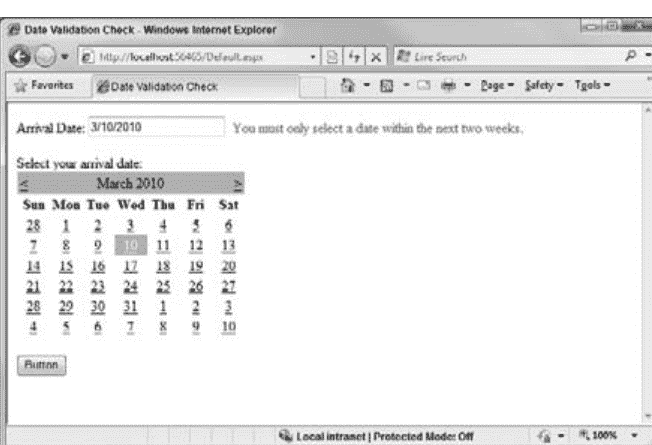 Date Validation Check - Windows Internet Explorer
http://localhost:56465/Default.aspx
Live Search
Favorites
Date Validation Check
Page
Safety
Tools
Arrival Date: 3/10/2010 You must only select a date within the next two weeks.
Select your arrival date:
< March 2010 >
Sun Mon Tue Wed Thu Fri Sat
28 1 2 3 4 5 6
7 8 9 10 11 12 13
14 15 16 17 18 19 20
21 22 23 24 25 26 27
28 29 30 31 1 2 3
4 5 6 7 8 9 10
Button
Local intranet | Protected Mode: Off
100%